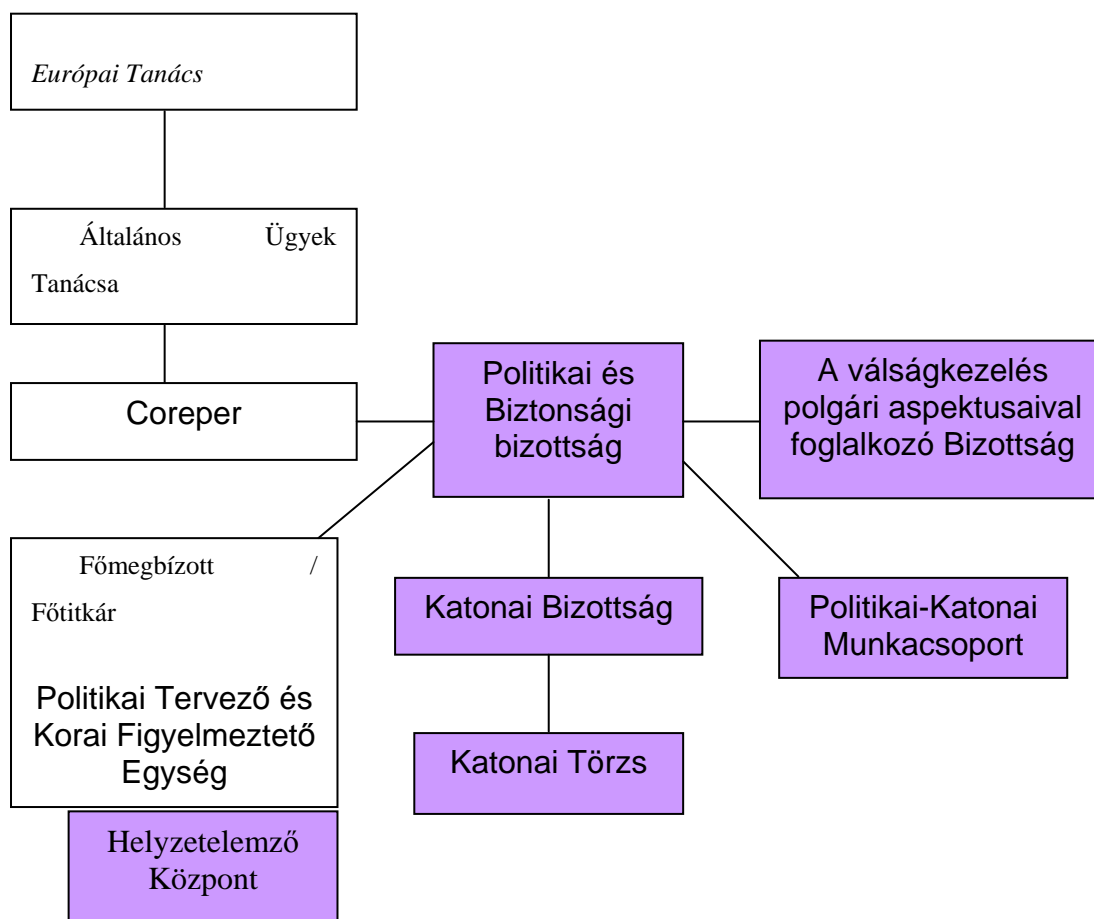 Európai Tanács
Általános Ügyek
Tanácsa
Coreper
Politikai és
Biztonsági
bizottság
A válságkezelés
polgári aspektusaival
foglalkozó Bizottság
Főmegbízott /
Főtitkár
Politikai Tervező és
Korai Figyelmeztető
Egység
Katonai Bizottság
Politikai-Katonai
Munkacsoport
Katonai Törzs
Helyzetelemző
Központ